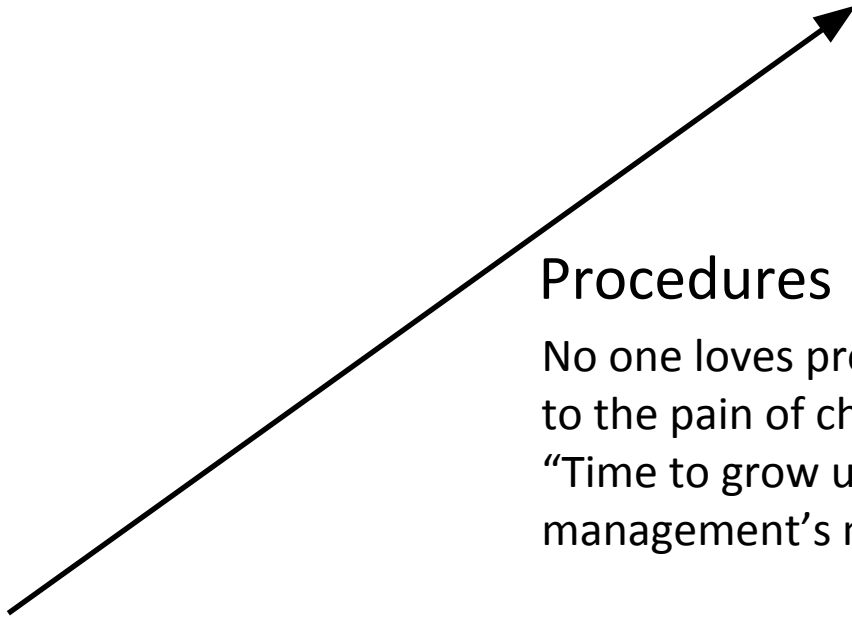 Procedures
No one loves
to the pain of
“Time to grow
management’s